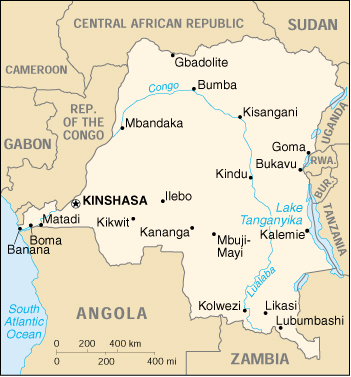 CENTRAL AFRICAN REPUBLIC
SUDAN
CAMEROON
Gbadolite
Congo
Bumba
REP.
OF THE
CONGO
Mbandaka
Kisangani
UGANDA
GABON
Goma
RWA.
Bukavu
Kindu
BUR.
KINSHASA
Ilebo
Lake
Tanganyika
TANZANIA
Matadi
Kikwit
Boma
Banana
Kananga
Mbuji-
Mayi
Kalemie
Lualaba
South
Atlantic
Ocean
ANGOLA
Kolwezi
Likasi
Lubumbashi
0 200 400 km
0 200 400 mi
ZAMBIA